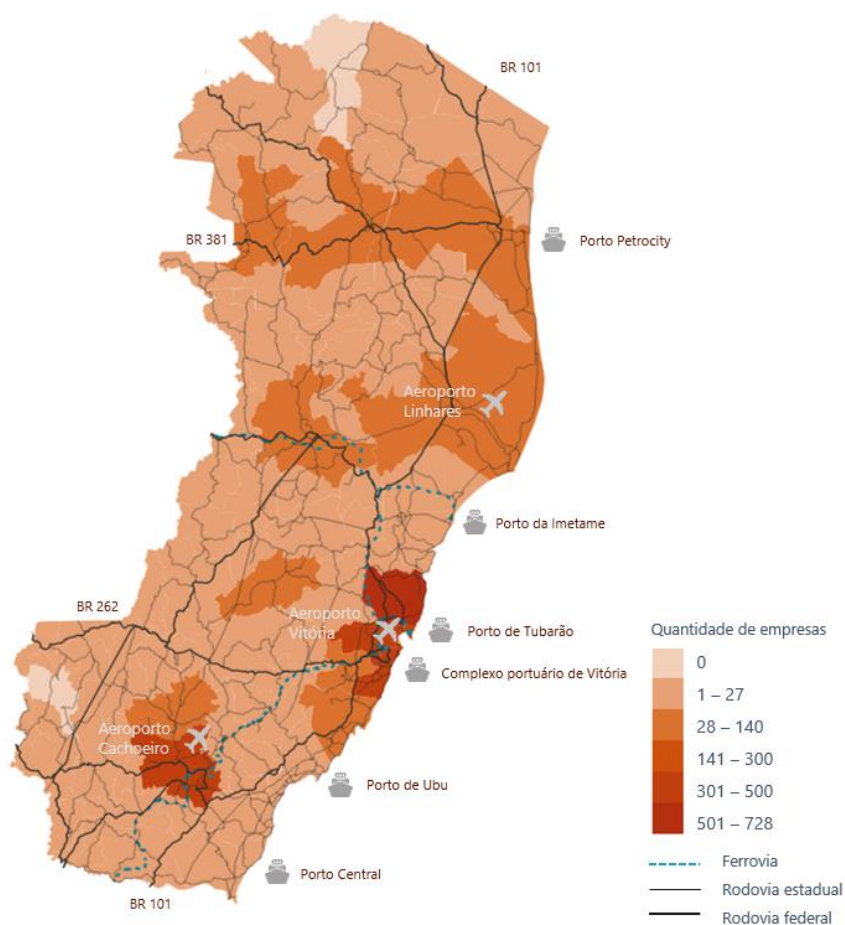 BR 101
BR 381
Porto Petrocity
Aeroporto
Linhares
Porto da Imetame
BR 262
Aeroporto
Vitória
Porto de Tubarão
Complexo portuário de Vitória
Aeroporto
Cachoeiro
Porto de Ubu
Porto Central
BR 101
Quantidade de empresas
0
1 – 27
28 – 140
141 – 300
301 – 500
501 – 728
Ferrovia
Rodovia estadual
Rodovia federal